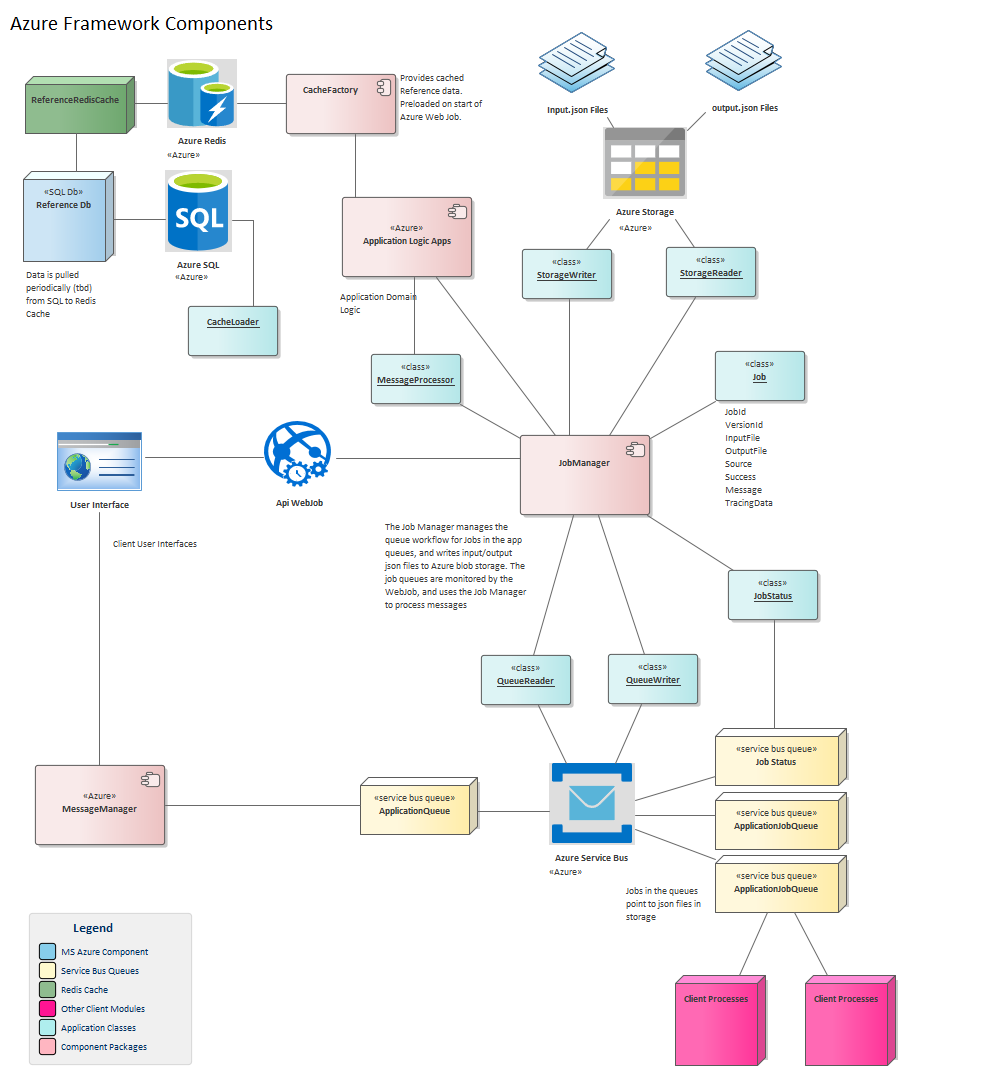 Azure Framework Components
Input.json Files
output.json Files
ReferenceRedisCache
Azure Redis
«Azure»
CacheFactory
Provides cached
Reference data.
Preloaded on start of
Azure Web Job.
«SQL Db»
Reference Db
SQL
Azure SQL
«Azure»
Data is pulled
periodically (tbd)
from SQL to Redis
Cache
CacheLoader
«Azure»
Application Logic Apps
Application Domain
Logic
Azure Storage
«Azure»
«class»
StorageWriter
«class»
StorageReader
«class»
MessageProcessor
«class»
Job
JobId
VersionId
InputFile
OutputFile
Source
Success
Message
TracingData
User Interface
Api WebJob
JobManager
Client User Interfaces
The Job Manager manages the
queue workflow for Jobs in the app
queues, and writes input/output
json files to Azure blob storage. The
job queues are monitored by the
WebJob, and uses the Job Manager
to process messages
«class»
JobStatus
«class»
QueueReader
«class»
QueueWriter
«Azure»
MessageManager
«service bus queue»
ApplicationQueue
Azure Service Bus
«Azure»
«service bus queue»
Job Status
«service bus queue»
ApplicationJobQueue
«service bus queue»
ApplicationJobQueue
Jobs in the queues
point to json files in
storage
Client Processes
Client Processes
Legend
MS Azure Component
Service Bus Queues
Redis Cache
Other Client Modules
Application Classes
Component Packages